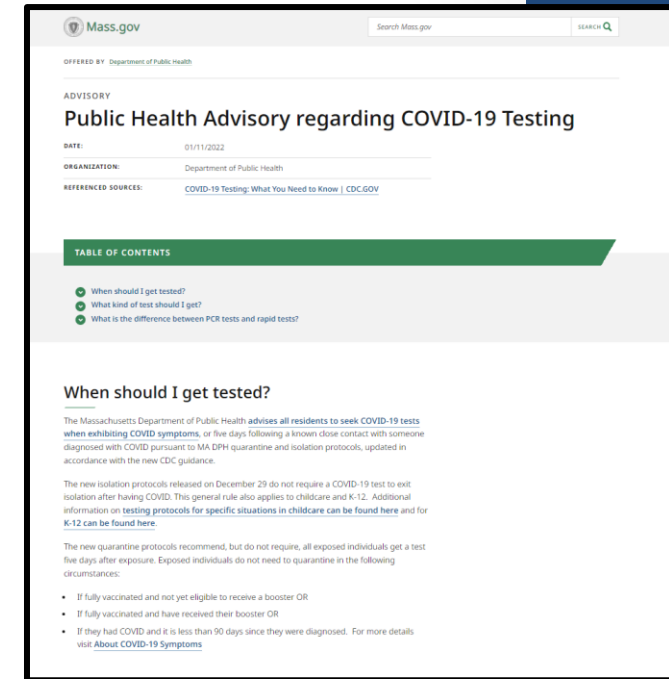 Mass.gov
Search Mass.gov
SEARCH
OFFERED BY Department of Public Health
ADVISORY
Public Health Advisory regarding COVID-19 Testing
DATE: 01/11/2022
ORGANIZATION: Department of Public Health
REFERENCED SOURCES: COVID-19 Testing: What You Need to Know | CDC.GOV
TABLE OF CONTENTS
When should I get tested?
What kind of test should I get?
What is the difference between PCR tests and rapid tests?
When should I get tested?
The Massachusetts Department of Public Health advises all residents to seek COVID-19 tests
when exhibiting COVID symptoms, or five days following a known close contact with someone
diagnosed with COVID pursuant to MA DPH quarantine and isolation protocols, updated in
accordance with the new CDC guidance.
The new isolation protocols released on December 29 do not require a COVID-19 test to exit
isolation after having COVID. This general rule also applies to childcare and K-12. Additional
information on testing protocols for specific situations in childcare can be found here and for
K-12 can be found here.
The new quarantine protocols recommend, but do not require, all exposed individuals get a test
five days after exposure. Exposed individuals do not need to quarantine in the following
circumstances:
• If fully vaccinated and not yet eligible to receive a booster OR
• If fully vaccinated and have received their booster OR
• If they had COVID and it is less than 90 days since they were diagnosed. For more details
visit About COVID-19 Symptoms